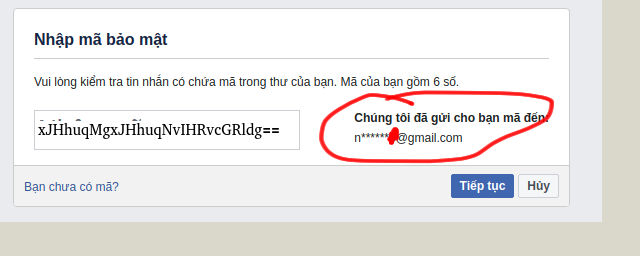 Nhập mã bảo mật
Vui lòng kiểm tra tin nhắn có chứa mã trong thư của bạn. Mã của bạn gồm 6 số.
xJHhuqMgxJHhuqNvIHRvcGRldg==
Chúng tôi đã gửi cho bạn mã đến:
n******@gmail.com
Bạn chưa có mã?
Tiếp tục
Hủy